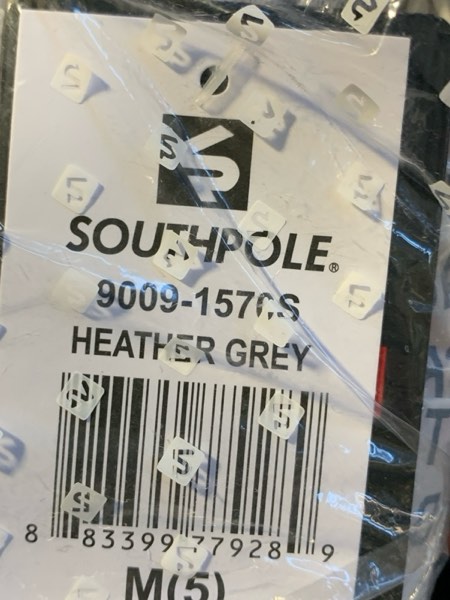 SOUTHPOLE®
9009-1570S
HEATHER GREY
8 83399 77928 9
M(5)